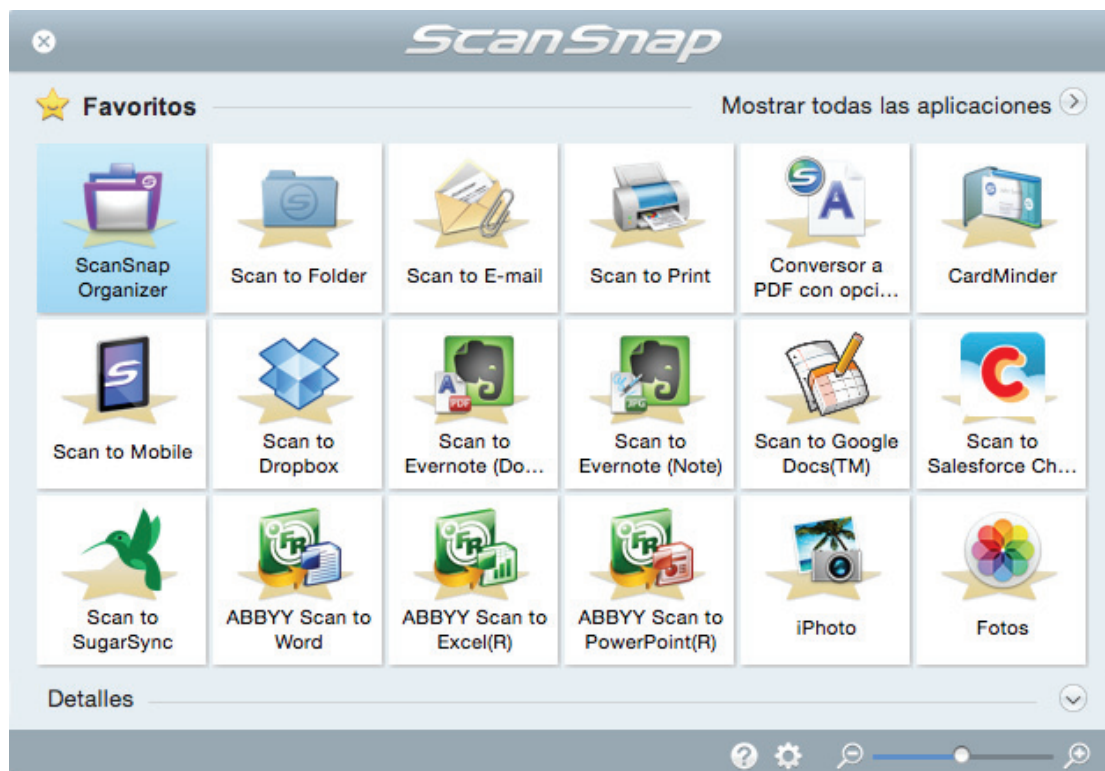 ScanSnap
Favoritos
Mostrar todas las aplicaciones
ScanSnap
Organizer
Scan to Folder
Scan to E-mail
Scan to Print
Conversor a
PDF con opci...
CardMinder
Scan to Mobile
Scan to
Dropbox
Scan to
Evernote (Do...
Scan to
Evernote (Note)
Scan to Google
Docs(TM)
Scan to
Salesforce Ch...
Scan to
SugarSync
ABBYY Scan to
Word
ABBYY Scan to
Excel(R)
ABBYY Scan to
PowerPoint(R)
iPhoto
Fotos
Detalles